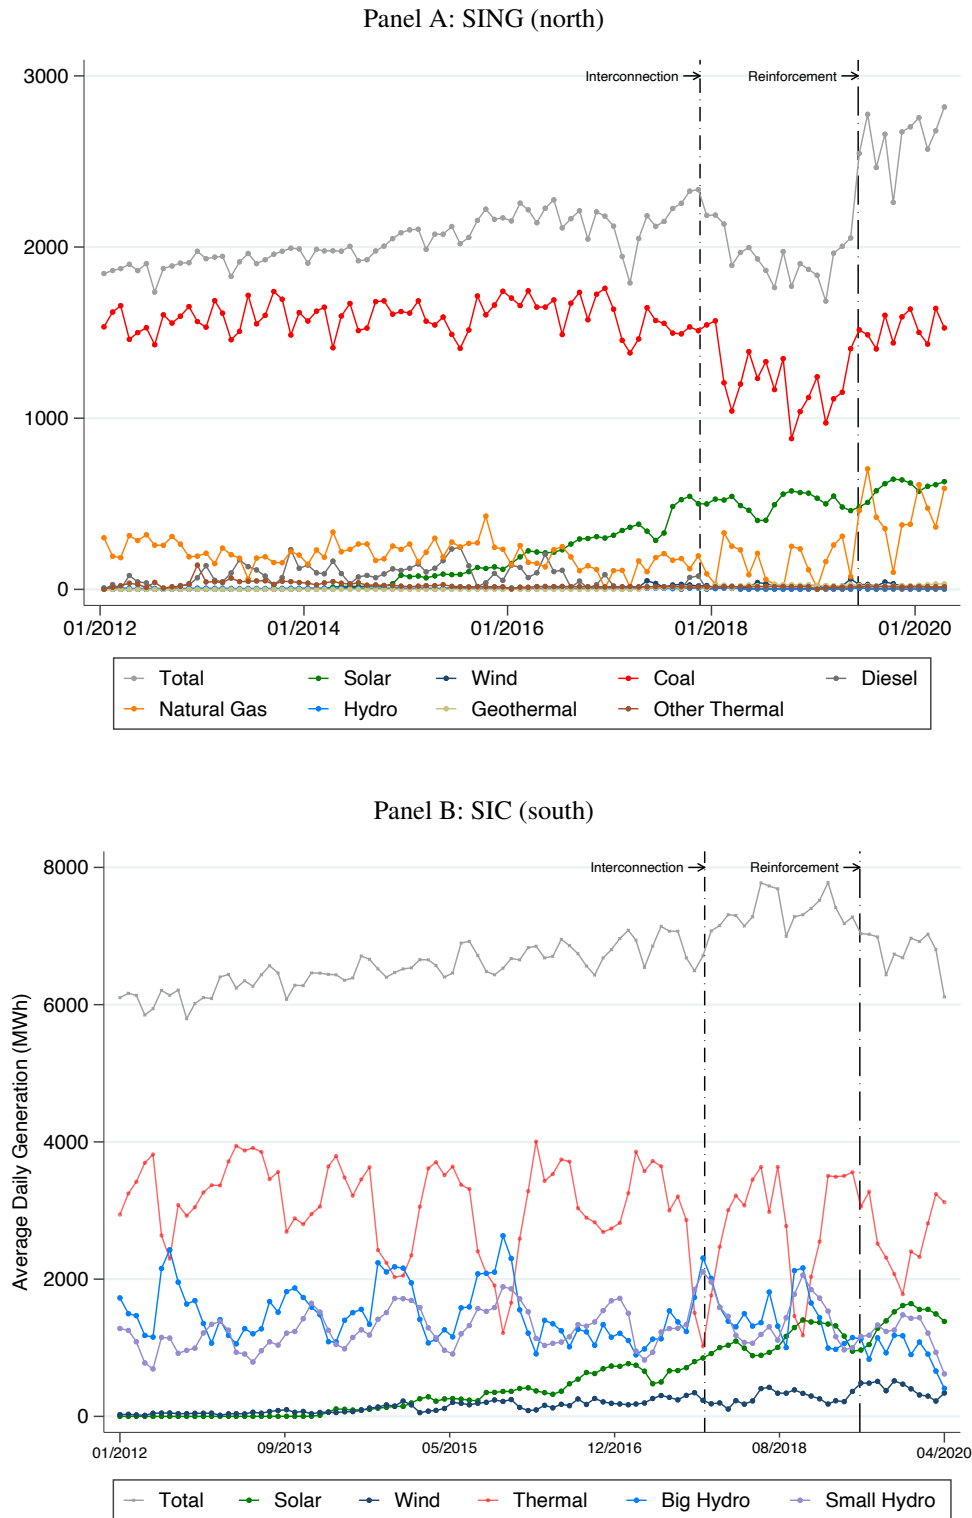 Panel A: SING (north)
3000
Interconnection
Reinforcement
2000
1000
0
01/2012 01/2014 01/2016 01/2018 01/2020
Total Solar Wind Coal Diesel
Natural Gas Hydro Geothermal Other Thermal
Panel B: SIC (south)
8000
Interconnection
Reinforcement
6000
4000
2000
0
Average Daily Generation (MWh)
01/2012 09/2013 05/2015 12/2016 08/2018 04/2020
Total Solar Wind Thermal Big Hydro Small Hydro